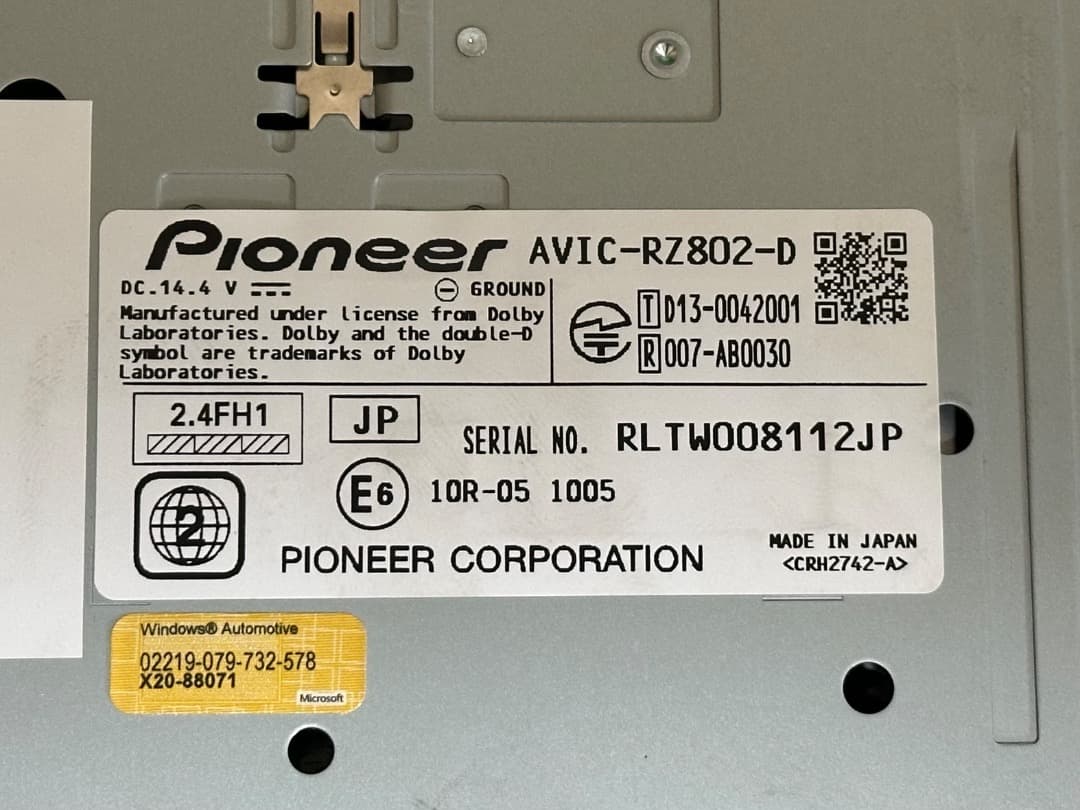 Pioneer AVIC-RZ802-D
DC 14.4 V ⊖ GROUND
Manufactured under license from Dolby
Laboratories. Dolby and the double-D
symbol are trademarks of Dolby
Laboratories.
T D13-0042001
R 007-AB0030
2.4FH1
JP
SERIAL NO. RLTW008112JP
2
E6 10R-05 1005
PIONEER CORPORATION
MADE IN JAPAN
<CRH2742-A>
Windows® Automotive
02219-079-732-578
X20-88071
Microsoft